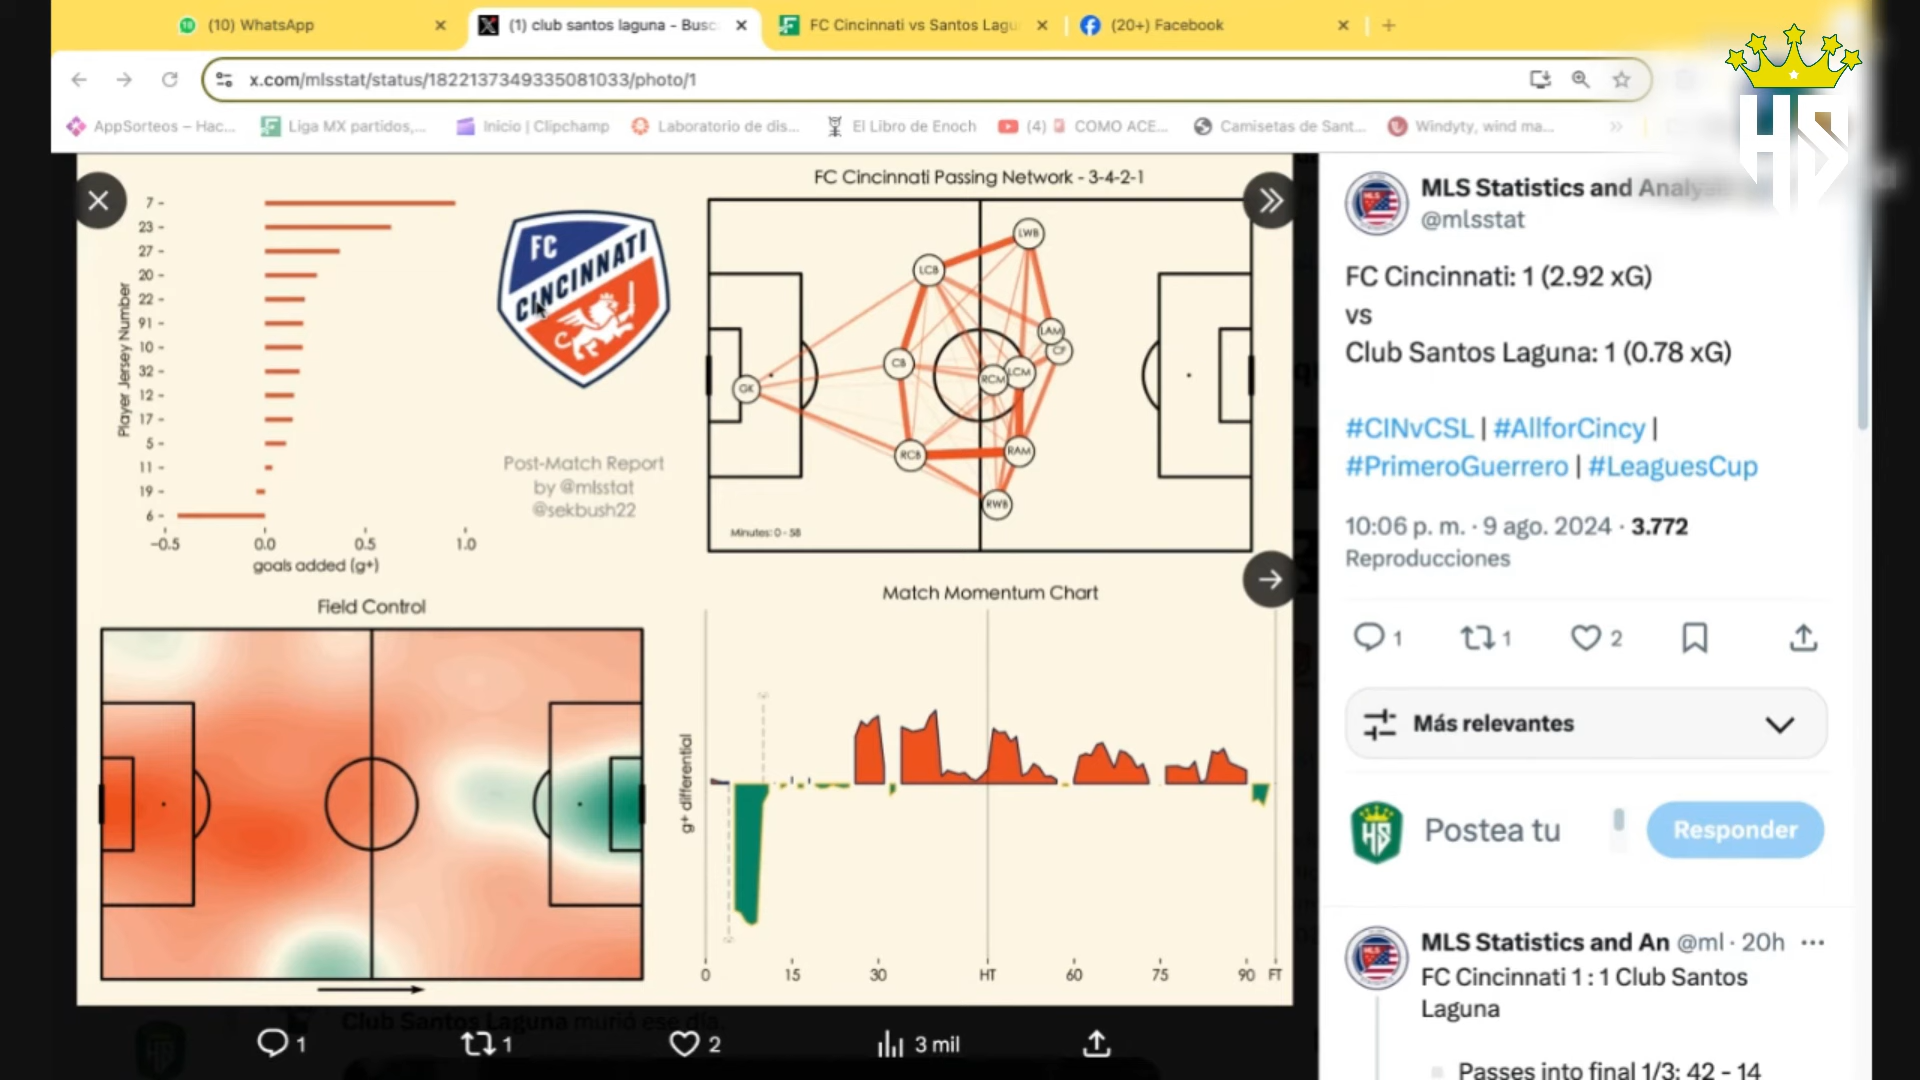 (10) WhatsApp
(1) club santos laguna - Busc
FC Cincinnati vs Santos Lagu
(20+) Facebook
x.com/mlsstat/status/1822137349335081033/photo/1
AppSorteos – Hac...
Liga MX partidos,...
Inicio | Clipchamp
Laboratorio de dis...
El Libro de Enoch
(4) COMO ACE...
Camisetas de Sant...
Windyty, wind ma...
HS
Player Jersey Number
7
23
27
20
22
91
10
32
12
17
5
11
19
6
−0.5 0.0 0.5 1.0
goals added (g+)
FC
CINCINNATI
Post-Match Report
by @mlsstat
@sekbush22
FC Cincinnati Passing Network - 3-4-2-1
LWB
LCB
LAM
CF
CB
LCM
RCM
GK
RCB
RAM
RWB
Minutes: 0 - 58
Field Control
Match Momentum Chart
g+ differential
0 15 30 HT 60 75 90 FT
Club Santos Laguna murió ese día.
1 1 2 3 mil
MLS Statistics and Analys
@mlsstat
FC Cincinnati: 1 (2.92 xG)
vs
Club Santos Laguna: 1 (0.78 xG)
#CINvCSL | #AllforCincy |
#PrimeroGuerrero | #LeaguesCup
10:06 p. m. · 9 ago. 2024 · 3.772
Reproducciones
1 1 2
Más relevantes
HS
Postea tu
Responder
MLS Statistics and An @ml · 20h
FC Cincinnati 1 : 1 Club Santos
Laguna
Passes into final 1/3: 42 - 14